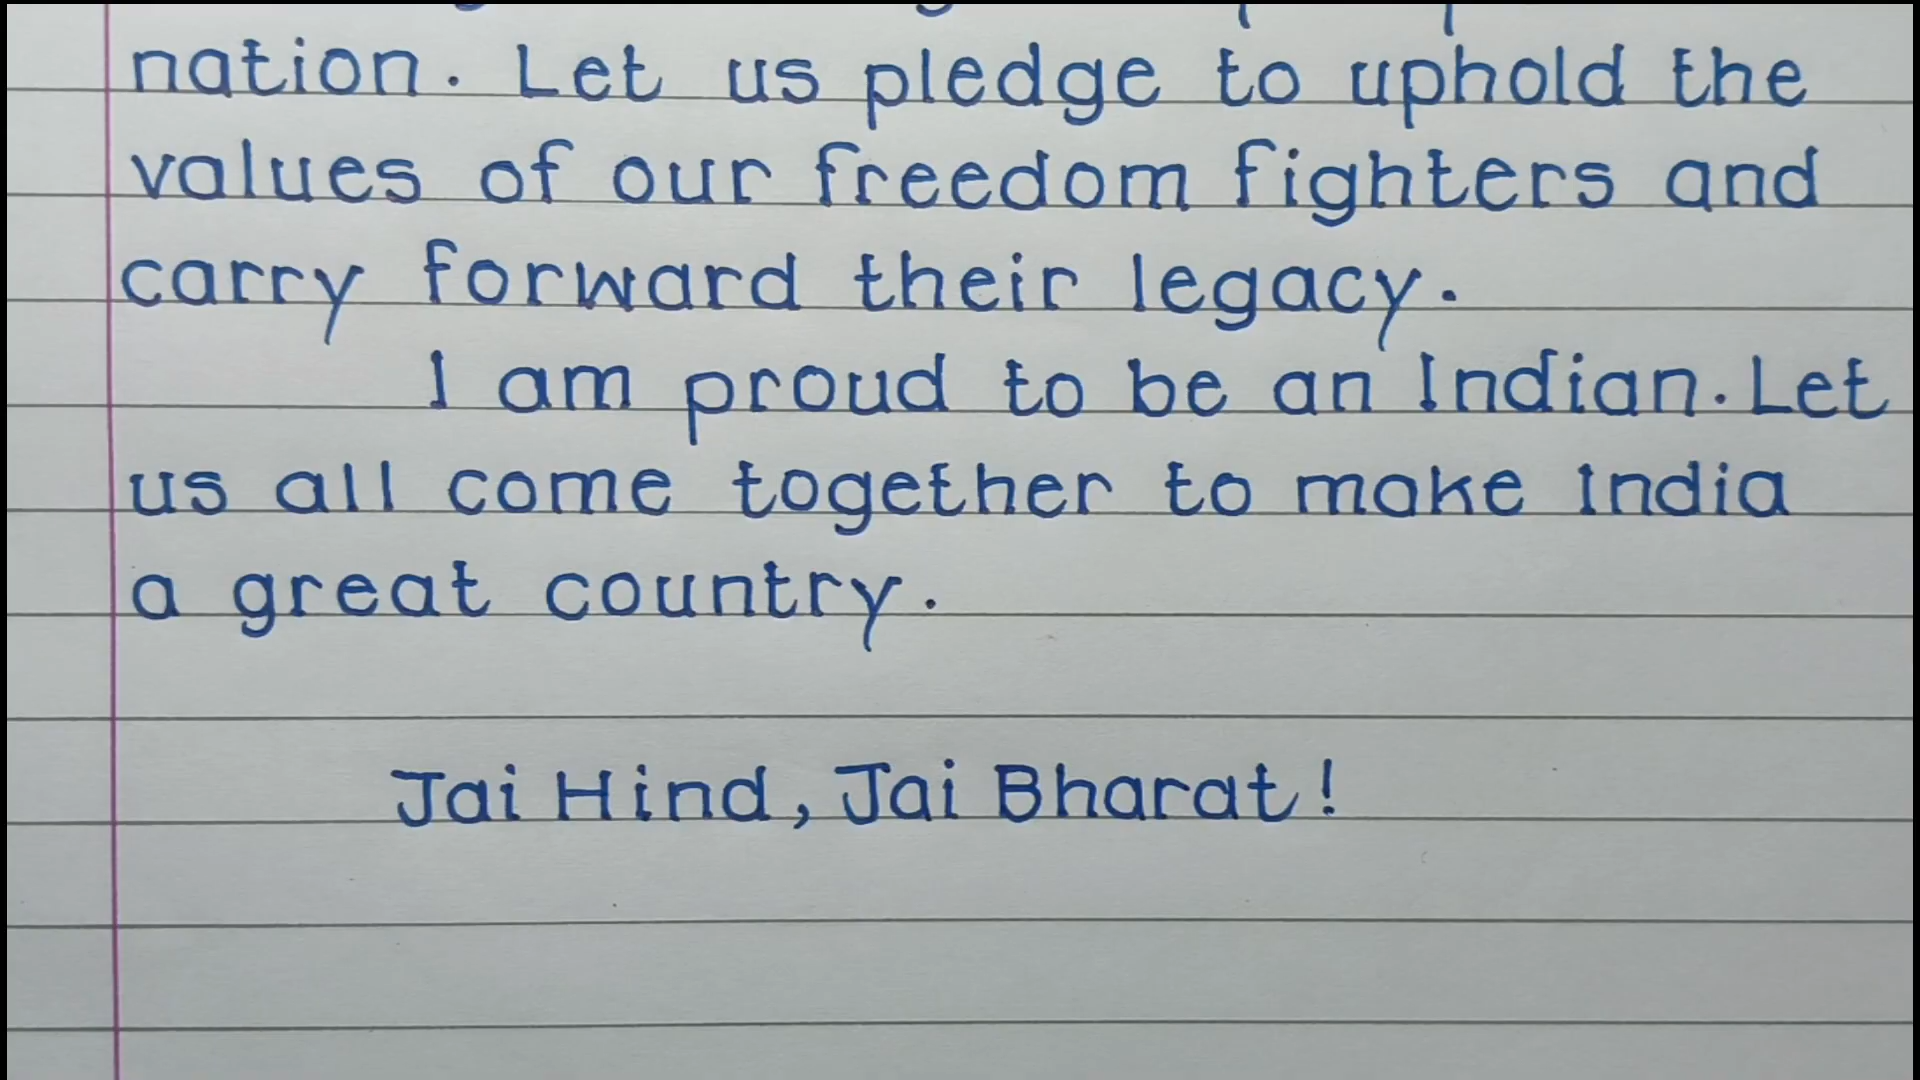 nation. Let us pledge to uphold the
values of our freedom fighters and
carry forward their legacy.
I am proud to be an Indian. Let
us all come together to make India
a great country.
Jai Hind, Jai Bharat!